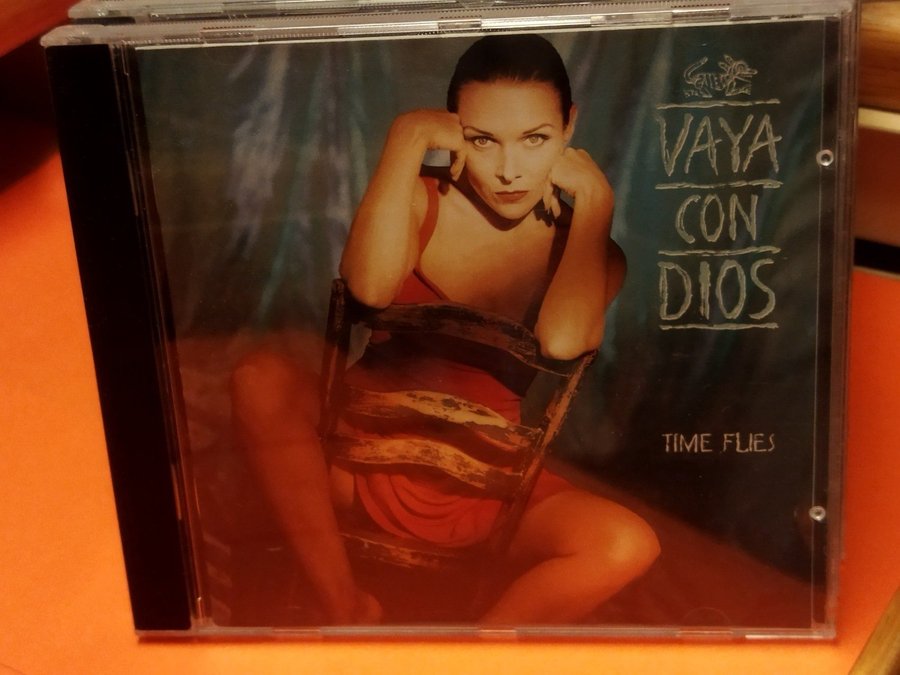 VAYA
CON
DIOS
TIME FLIES